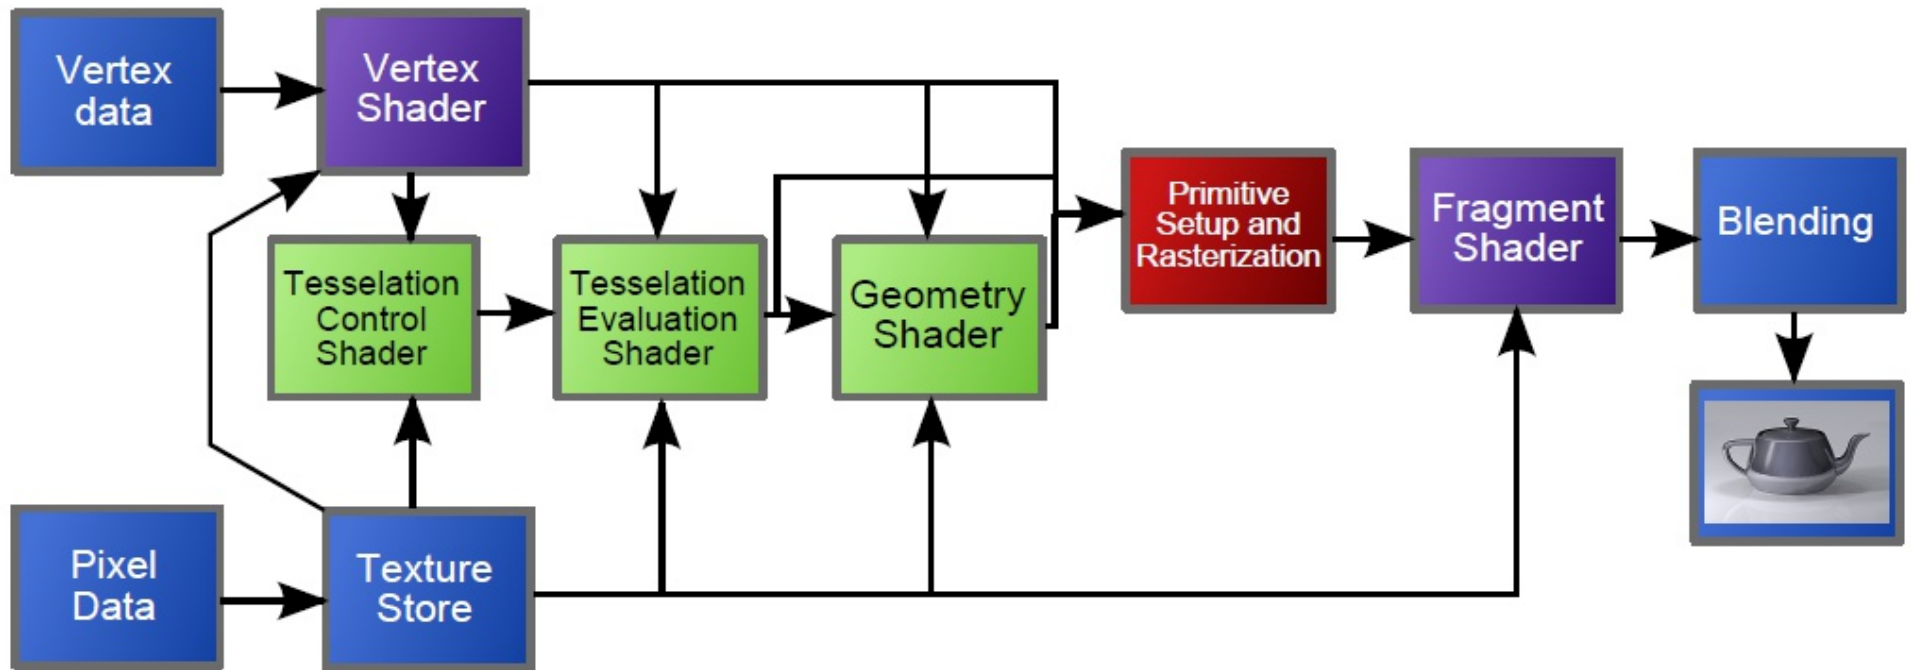 Vertex
data
Vertex
Shader
Tesselation
Control
Shader
Tesselation
Evaluation
Shader
Geometry
Shader
Primitive
Setup and
Rasterization
Fragment
Shader
Blending
Pixel
Data
Texture
Store